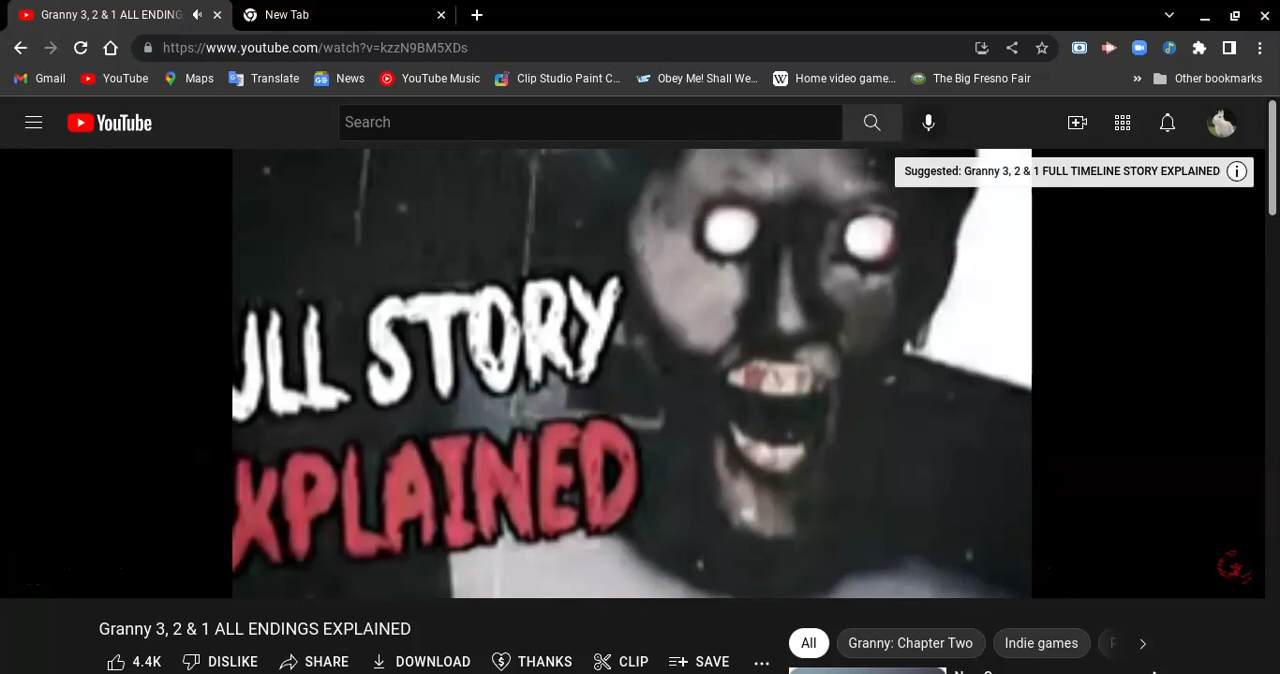 Granny 3, 2 & 1 ALL ENDING
New Tab
https://www.youtube.com/watch?v=kzzN9BM5XDs
Gmail
YouTube
Maps
Translate
News
YouTube Music
Clip Studio Paint C...
Obey Me! Shall We...
Home video game...
The Big Fresno Fair
»
Other bookmarks
YouTube
Search
Suggested: Granny 3, 2 & 1 FULL TIMELINE STORY EXPLAINED
ULL STORY
XPLAINED
Granny 3, 2 & 1 ALL ENDINGS EXPLAINED
4.4K
DISLIKE
SHARE
DOWNLOAD
THANKS
CLIP
SAVE
...
All
Granny: Chapter Two
Indie games